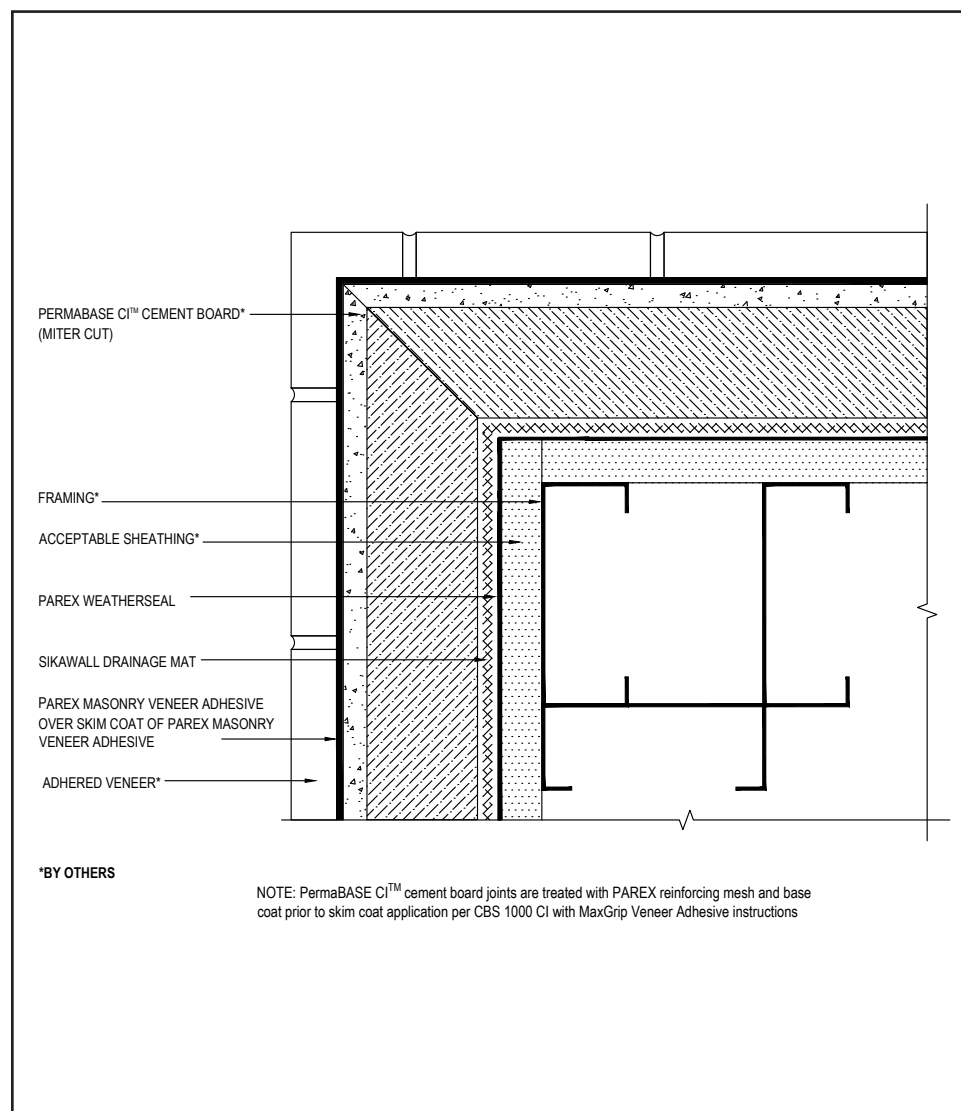 PERMABASE CI™ CEMENT BOARD*
(MITER CUT)
FRAMING*
ACCEPTABLE SHEATHING*
PAREX WEATHERSEAL
SIKAWALL DRAINAGE MAT
PAREX MASONRY VENEER ADHESIVE
OVER SKIM COAT OF PAREX MASONRY
VENEER ADHESIVE
ADHERED VENEER*
*BY OTHERS
NOTE: PermaBASE CI™ cement board joints are treated with PAREX reinforcing mesh and base
coat prior to skim coat application per CBS 1000 CI with MaxGrip Veneer Adhesive instructions